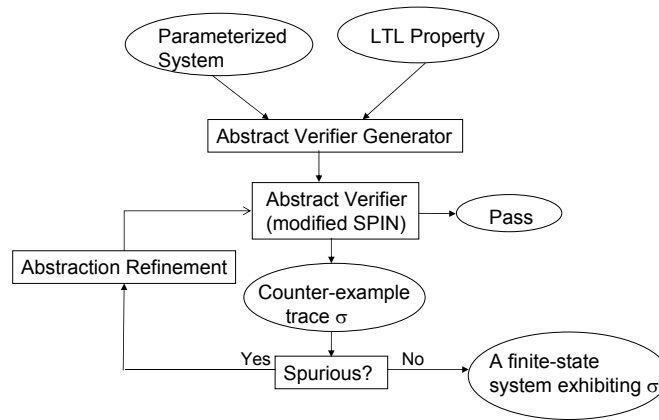 Parameterized
System
LTL Property
Abstract Verifier Generator
Abstract Verifier
(modified SPIN)
Pass
Abstraction Refinement
Counter-example
trace σ
Yes
Spurious?
No
A finite-state
system exhibiting σ